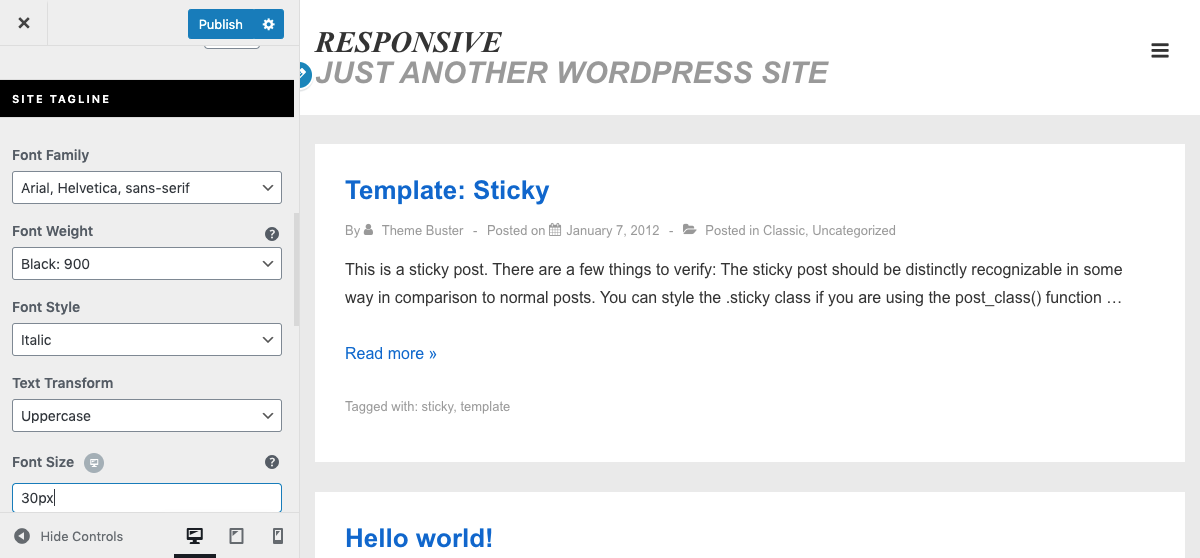 Publish
SITE TAGLINE
Font Family
Arial, Helvetica, sans-serif
Font Weight
Black: 900
Font Style
Italic
Text Transform
Uppercase
Font Size
30px
Hide Controls
RESPONSIVE
JUST ANOTHER WORDPRESS SITE
Template: Sticky
By Theme Buster - Posted on January 7, 2012 - Posted in Classic, Uncategorized
This is a sticky post. There are a few things to verify: The sticky post should be distinctly recognizable in some
way in comparison to normal posts. You can style the .sticky class if you are using the post_class() function …
Read more »
Tagged with: sticky, template
Hello world!